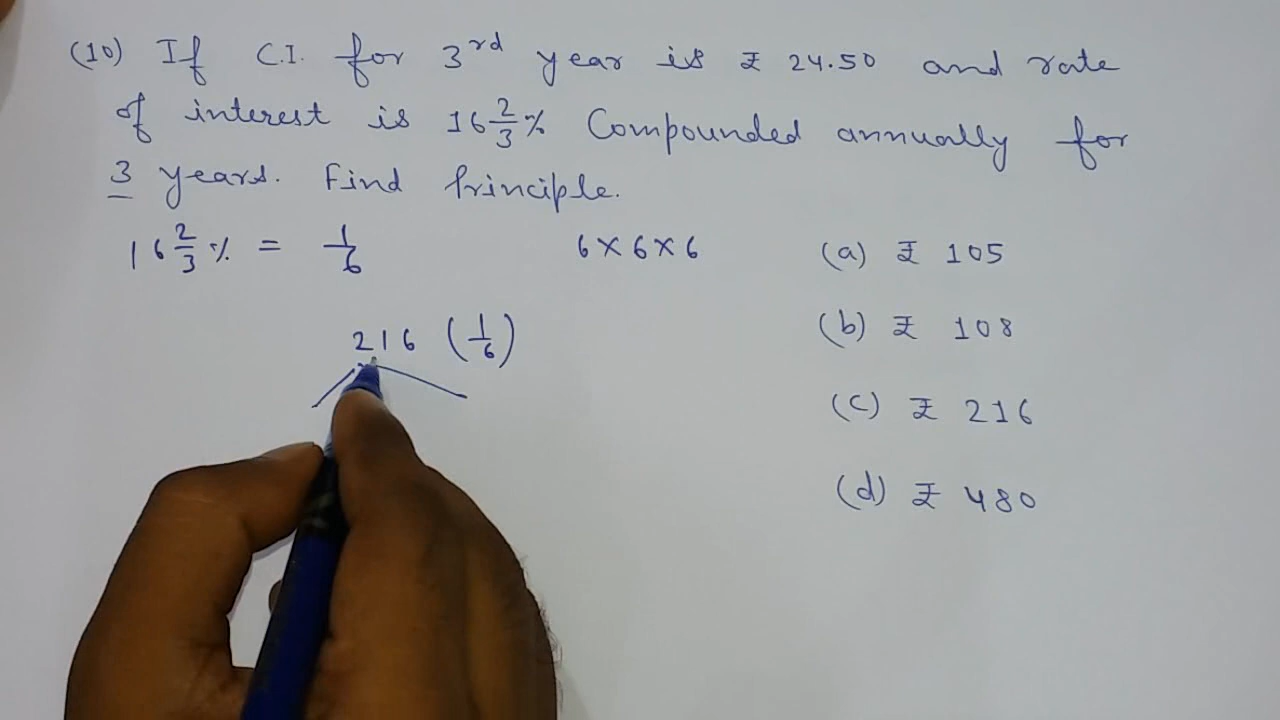 (10) If C.I. for 3rd year is ₹ 24.50 and rate
of interest is 16 2/3 % Compounded annually for
3 years. Find Principle.
16 2/3 % = 1/6 6×6×6 (a) ₹ 105
216 (1/6) (b) ₹ 108
(c) ₹ 216
(d) ₹ 480